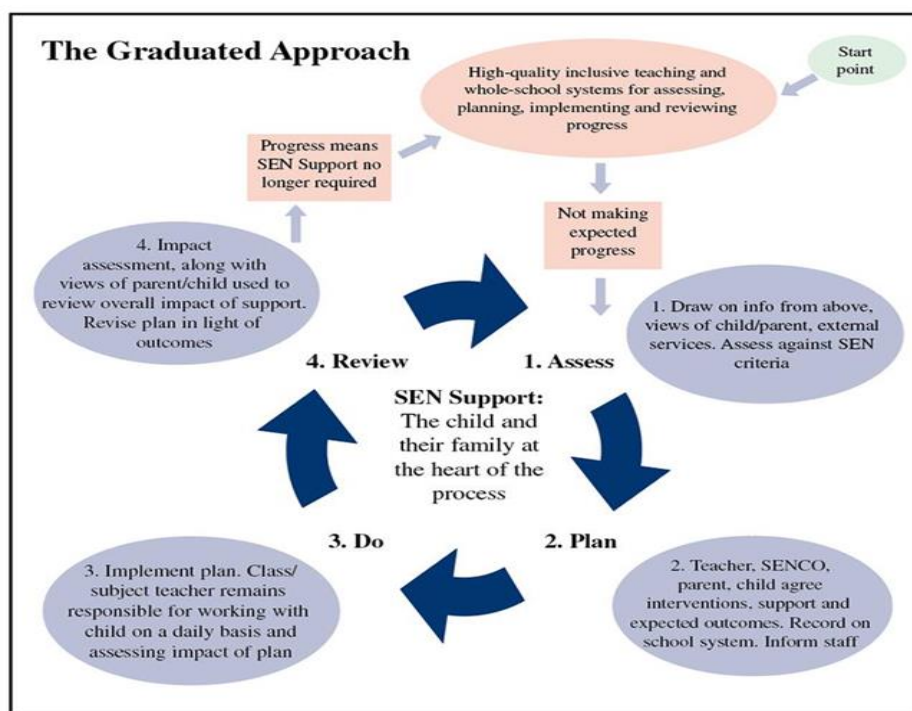 The Graduated Approach
Start
point
High-quality inclusive teaching and
whole-school systems for assessing,
planning, implementing and reviewing
progress
Progress means
SEN Support no
longer required
Not making
expected
progress
4. Impact
assessment, along with
views of parent/child used to
review overall impact of support.
Revise plan in light of
outcomes
1. Draw on info from above,
views of child/parent, external
services. Assess against SEN
criteria
4. Review
1. Assess
SEN Support:
The child and
their family at
the heart of the
process
3. Do
2. Plan
3. Implement plan. Class/
subject teacher remains
responsible for working with
child on a daily basis and
assessing impact of plan
2. Teacher, SENCO,
parent, child agree
interventions, support and
expected outcomes. Record on
school system. Inform staff